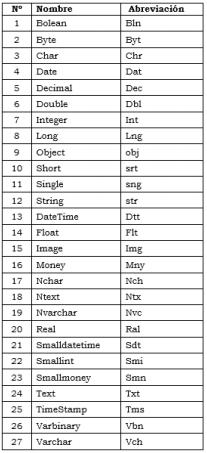 Nº Nombre Abreviación
1 Bolean Bln
2 Byte Byt
3 Char Chr
4 Date Dat
5 Decimal Dec
6 Double Dbl
7 Integer Int
8 Long Lng
9 Object obj
10 Short srt
11 Single sng
12 String str
13 DateTime Dtt
14 Float Flt
15 Image Img
16 Money Mny
17 Nchar Nch
18 Ntext Ntx
19 Nvarchar Nvc
20 Real Ral
21 Smalldatetime Sdt
22 Smallint Smi
23 Smallmoney Smn
24 Text Txt
25 TimeStamp Tms
26 Varbinary Vbn
27 Varchar Vch